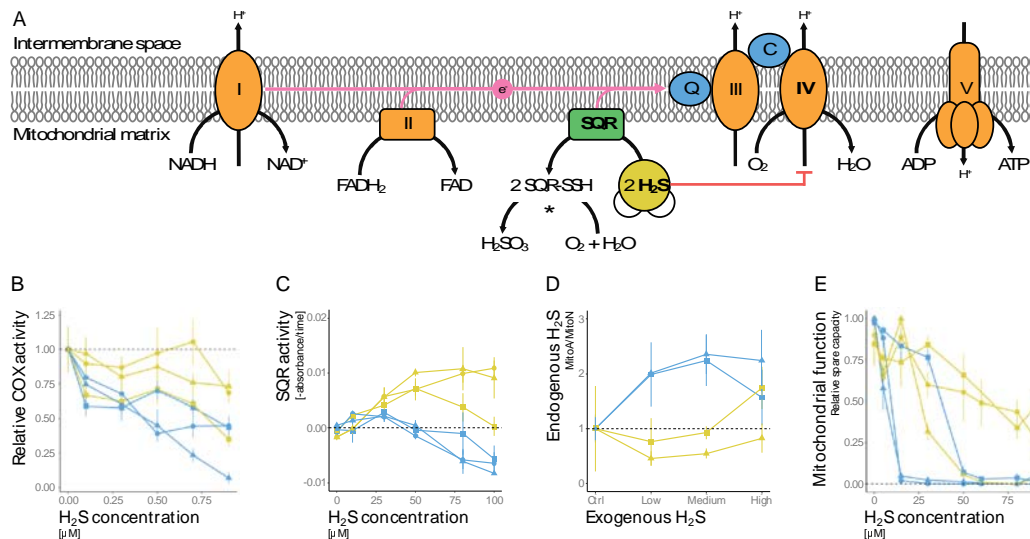 A
Intermembrane space
Mitochondrial matrix
H⁺
H⁺
H⁺
I
II
e⁻
SQR
Q
III
C
IV
V
NADH
NAD⁺
FADH₂
FAD
2 SQR-SSH
2 H₂S
O₂
H₂O
ADP
H⁺
ATP
*
H₂SO₃
O₂ + H₂O
B
Relative COX activity
1.25
1.00
0.75
0.50
0.25
0.00
0.00
0.25
0.50
0.75
H₂S concentration
[µM]
C
SQR activity
[-absorbance/time]
0.02
0.01
0.00
-0.01
0
25
50
75
100
H₂S concentration
[µM]
D
Endogenous H₂S
MitoA/MitoN
3
2
1
0
Ctrl
Low
Medium
High
Exogenous H₂S
E
Mitochondrial function
Relative spare capacity
1.00
0.75
0.50
0.25
0.00
0
25
50
75
H₂S concentration
[µM]